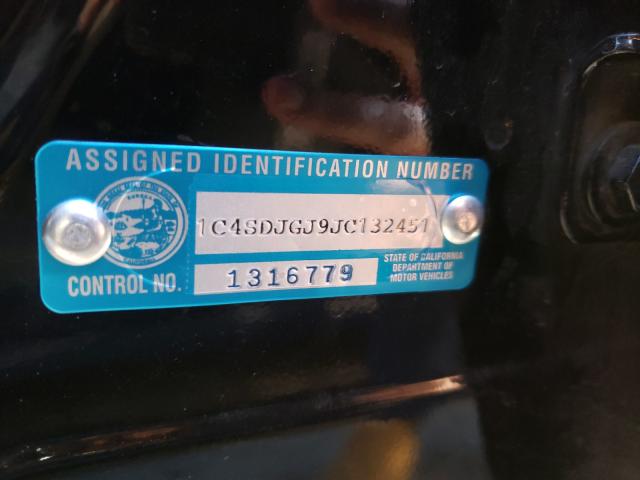 ASSIGNED IDENTIFICATION NUMBER
1C4SDJGJ9JC132451
CONTROL NO. 1316779
STATE OF CALIFORNIA
DEPARTMENT OF
MOTOR VEHICLES